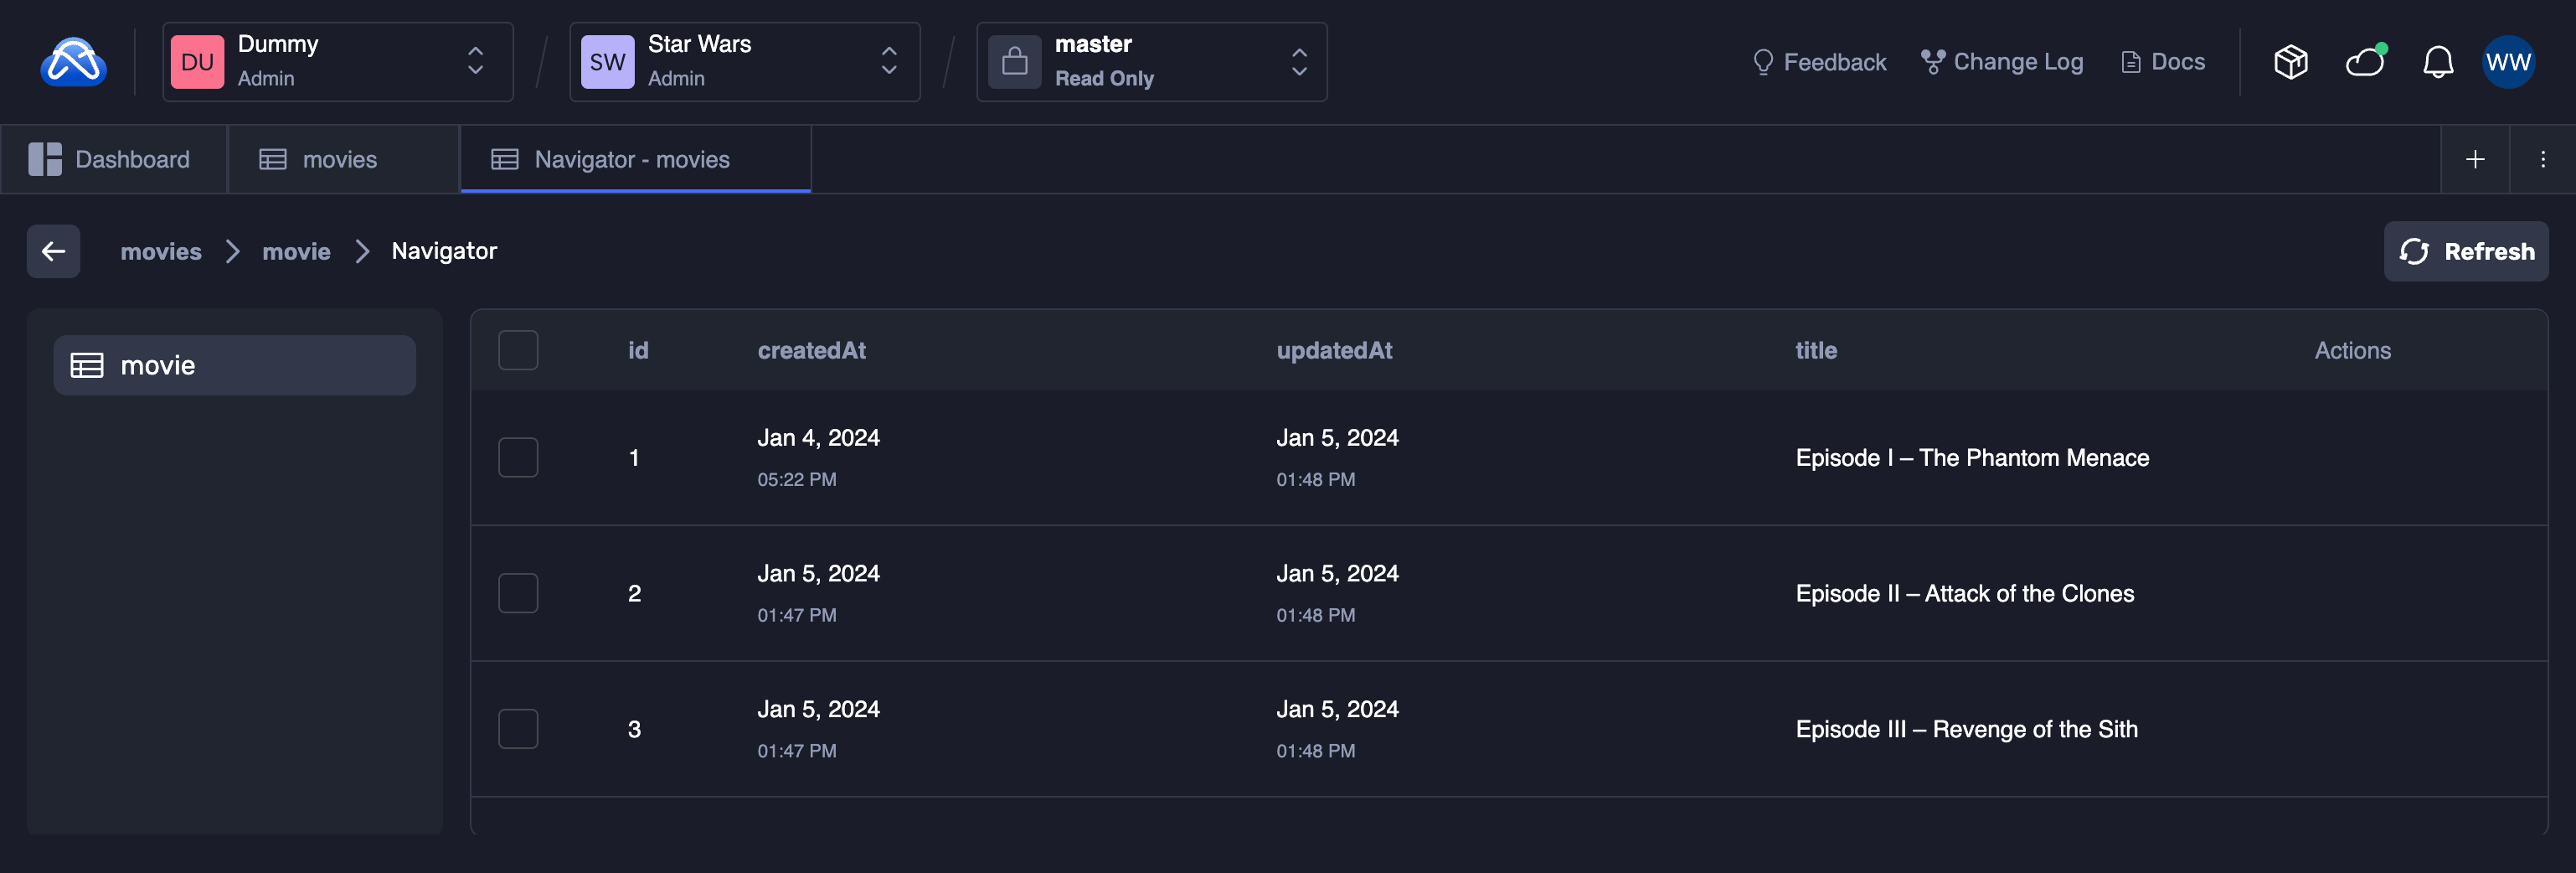 DU Dummy Admin
SW Star Wars Admin
master Read Only
Feedback Change Log Docs WW
Dashboard movies Navigator - movies
movies movie Navigator Refresh
movie
id createdAt updatedAt title Actions
1 Jan 4, 2024 05:22 PM Jan 5, 2024 01:48 PM Episode I – The Phantom Menace
2 Jan 5, 2024 01:47 PM Jan 5, 2024 01:48 PM Episode II – Attack of the Clones
3 Jan 5, 2024 01:47 PM Jan 5, 2024 01:48 PM Episode III – Revenge of the Sith